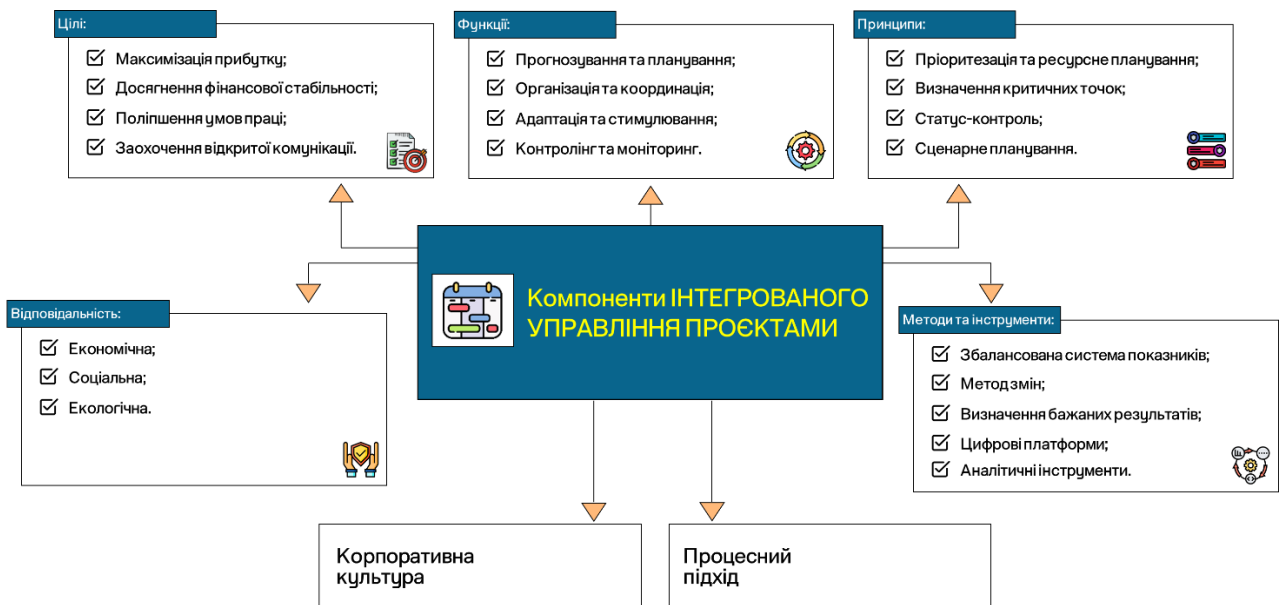 Цілі:
Максимізація прибутку;
Досягнення фінансової стабільності;
Поліпшення умов праці;
Заохочення відкритої комунікації.
Функції:
Прогнозування та планування;
Організація та координація;
Адаптація та стимулювання;
Контролінг та моніторинг.
Принципи:
Пріоритезація та ресурсне планування;
Визначення критичних точок;
Статус-контроль;
Сценарне планування.
Компоненти ІНТЕГРОВАНОГО
УПРАВЛІННЯ ПРОЄКТАМИ
Відповідальність:
Економічна;
Соціальна;
Екологічна.
Методи та інструменти:
Збалансована система показників;
Метод змін;
Визначення бажаних результатів;
Цифрові платформи;
Аналітичні інструменти.
Корпоративна
культура
Процесний
підхід